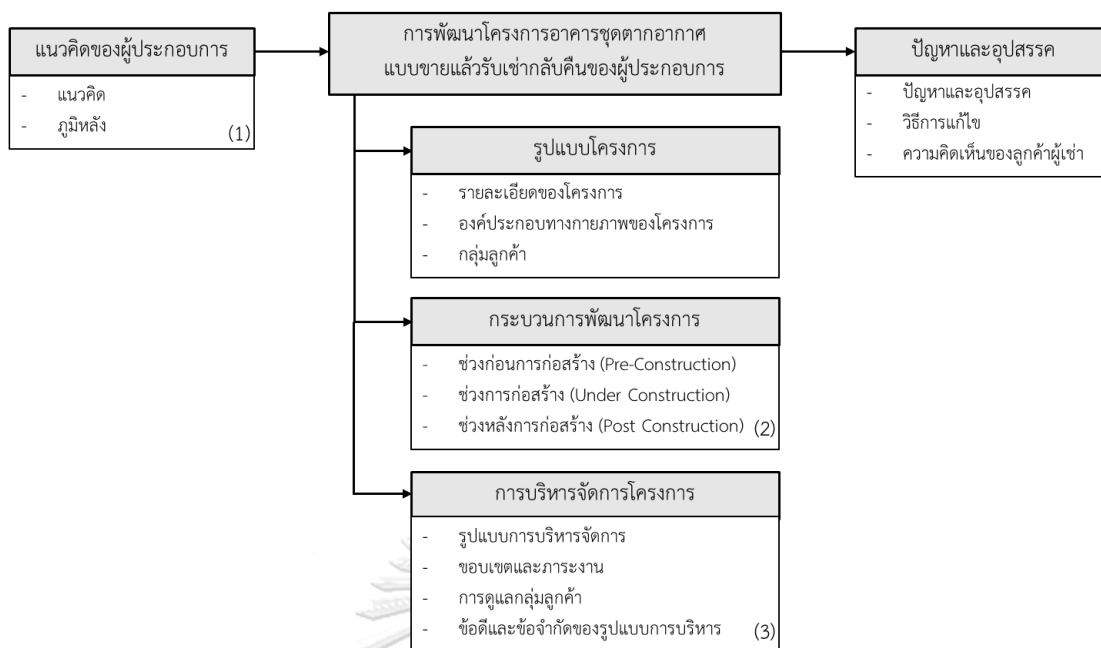 แนวคิดของผู้ประกอบการ
- แนวคิด
- ภูมิหลัง (1)
การพัฒนาโครงการอาคารชุดตากอากาศ
แบบขายแล้วรับเช่ากลับคืนของผู้ประกอบการ
ปัญหาและอุปสรรค
- ปัญหาและอุปสรรค
- วิธีการแก้ไข
- ความคิดเห็นของลูกค้าผู้เช่า
รูปแบบโครงการ
- รายละเอียดของโครงการ
- องค์ประกอบทางกายภาพของโครงการ
- กลุ่มลูกค้า
กระบวนการพัฒนาโครงการ
- ช่วงก่อนการก่อสร้าง (Pre-Construction)
- ช่วงการก่อสร้าง (Under Construction)
- ช่วงหลังการก่อสร้าง (Post Construction) (2)
การบริหารจัดการโครงการ
- รูปแบบการบริหารจัดการ
- ขอบเขตและภาระงาน
- การดูแลกลุ่มลูกค้า
- ข้อดีและข้อจำกัดของรูปแบบการบริหาร (3)